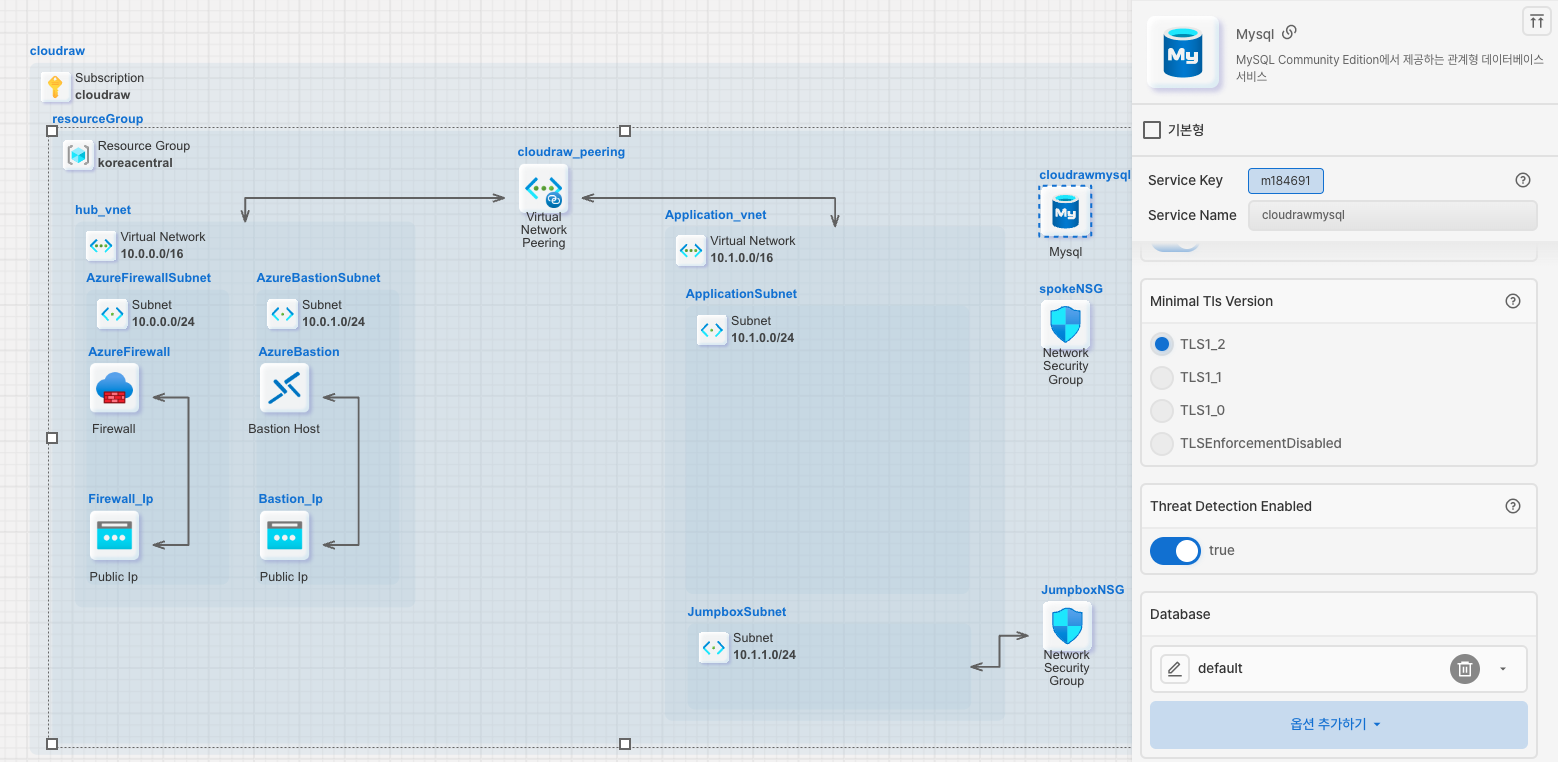 cloudraw
Subscription
cloudraw
resourceGroup
Resource Group
koreacentral
cloudraw_peering
Virtual
Network
Peering
hub_vnet
Virtual Network
10.0.0.0/16
AzureFirewallSubnet
Subnet
10.0.0.0/24
AzureBastionSubnet
Subnet
10.0.1.0/24
AzureFirewall
Firewall
AzureBastion
Bastion Host
Firewall_Ip
Public Ip
Bastion_Ip
Public Ip
Application_vnet
Virtual Network
10.1.0.0/16
ApplicationSubnet
Subnet
10.1.0.0/24
JumpboxSubnet
Subnet
10.1.1.0/24
cloudrawmysql
My
Mysql
spokeNSG
Network
Security
Group
JumpboxNSG
Network
Security
Group
My
Mysql
MySQL Community Edition에서 제공하는 관계형 데이터베이스
서비스
기본형
Service Key
m184691
Service Name
cloudrawmysql
Minimal Tls Version
TLS1_2
TLS1_1
TLS1_0
TLSEnforcementDisabled
Threat Detection Enabled
true
Database
default
옵션 추가하기